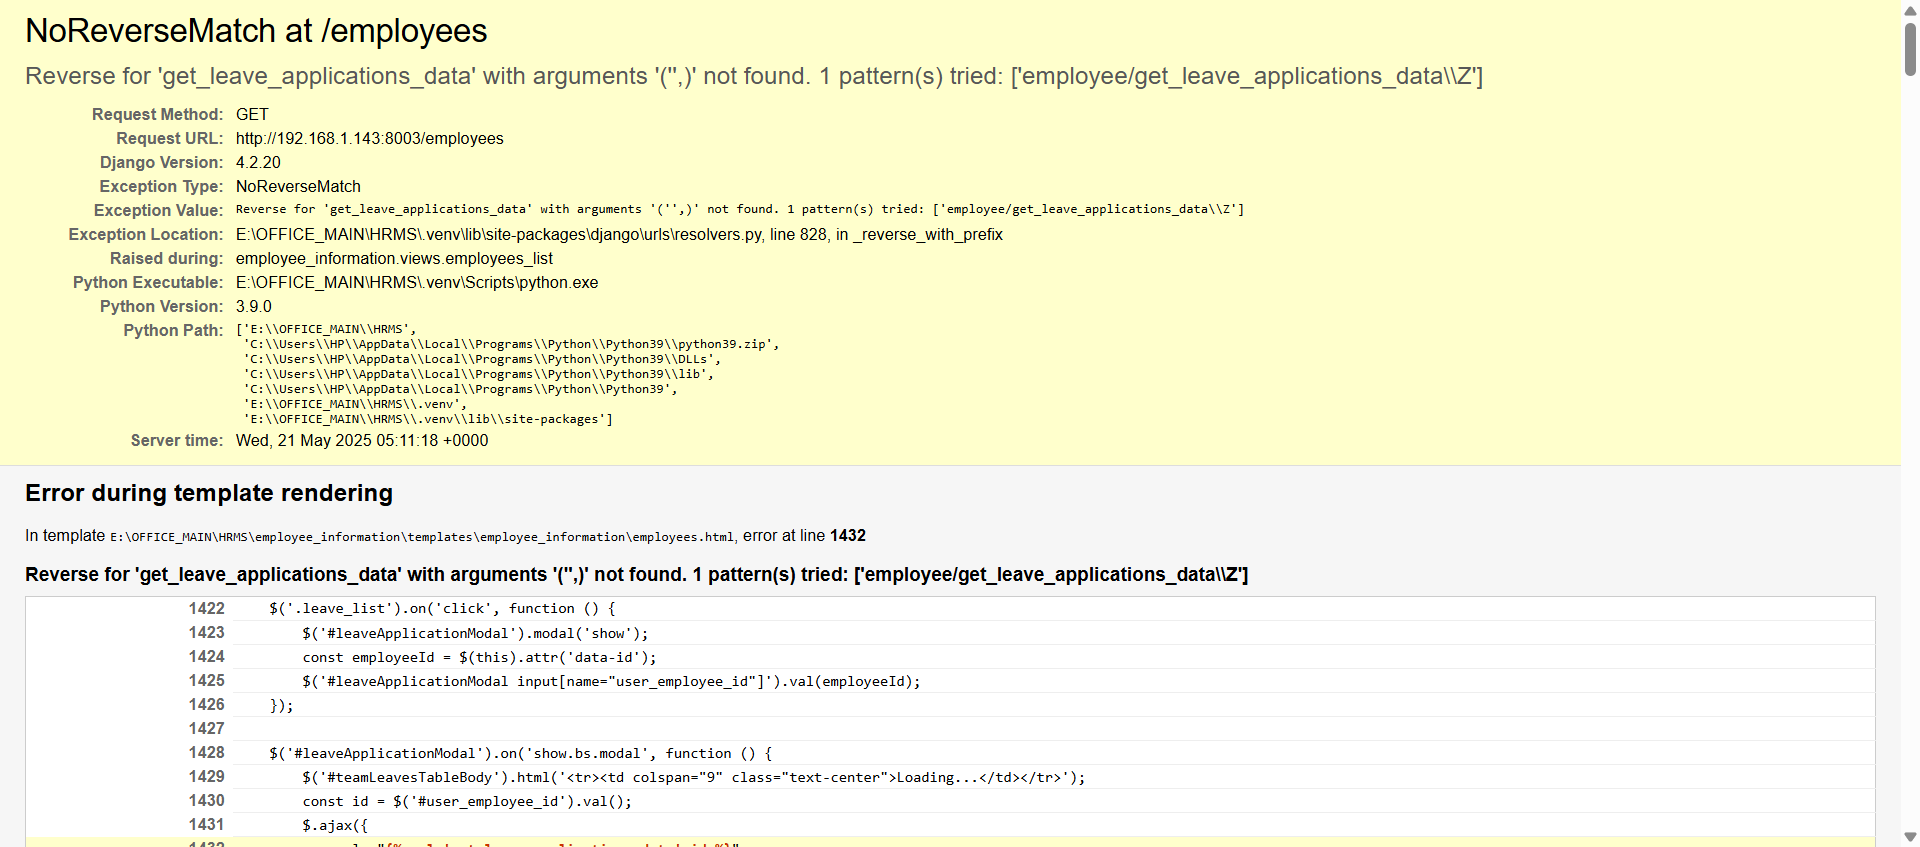 NoReverseMatch at /employees
Reverse for 'get_leave_applications_data' with arguments '('',)' not found. 1 pattern(s) tried: ['employee/get_leave_applications_data\\Z']
Request Method: GET
Request URL: http://192.168.1.143:8003/employees
Django Version: 4.2.20
Exception Type: NoReverseMatch
Exception Value: Reverse for 'get_leave_applications_data' with arguments '('',)' not found. 1 pattern(s) tried: ['employee/get_leave_applications_data\\Z']
Exception Location: E:\OFFICE_MAIN\HRMS\.venv\lib\site-packages\django\urls\resolvers.py, line 828, in _reverse_with_prefix
Raised during: employee_information.views.employees_list
Python Executable: E:\OFFICE_MAIN\HRMS\.venv\Scripts\python.exe
Python Version: 3.9.0
Python Path: ['E:\\OFFICE_MAIN\\HRMS',
'C:\\Users\\HP\\AppData\\Local\\Programs\\Python\\Python39\\python39.zip',
'C:\\Users\\HP\\AppData\\Local\\Programs\\Python\\Python39\\DLLs',
'C:\\Users\\HP\\AppData\\Local\\Programs\\Python\\Python39\\lib',
'C:\\Users\\HP\\AppData\\Local\\Programs\\Python\\Python39',
'E:\\OFFICE_MAIN\\HRMS\\.venv',
'E:\\OFFICE_MAIN\\HRMS\\.venv\\lib\\site-packages']
Server time: Wed, 21 May 2025 05:11:18 +0000
Error during template rendering
In template E:\OFFICE_MAIN\HRMS\employee_information\templates\employee_information\employees.html, error at line 1432
Reverse for 'get_leave_applications_data' with arguments '('',)' not found. 1 pattern(s) tried: ['employee/get_leave_applications_data\\Z']
1422 $('.leave_list').on('click', function () {
1423 $('#leaveApplicationModal').modal('show');
1424 const employeeId = $(this).attr('data-id');
1425 $('#leaveApplicationModal input[name="user_employee_id"]').val(employeeId);
1426 });
1427
1428 $('#leaveApplicationModal').on('show.bs.modal', function () {
1429 $('#teamLeavesTableBody').html('<tr><td colspan="9" class="text-center">Loading...</td></tr>');
1430 const id = $('#user_employee_id').val();
1431 $.ajax({
1432